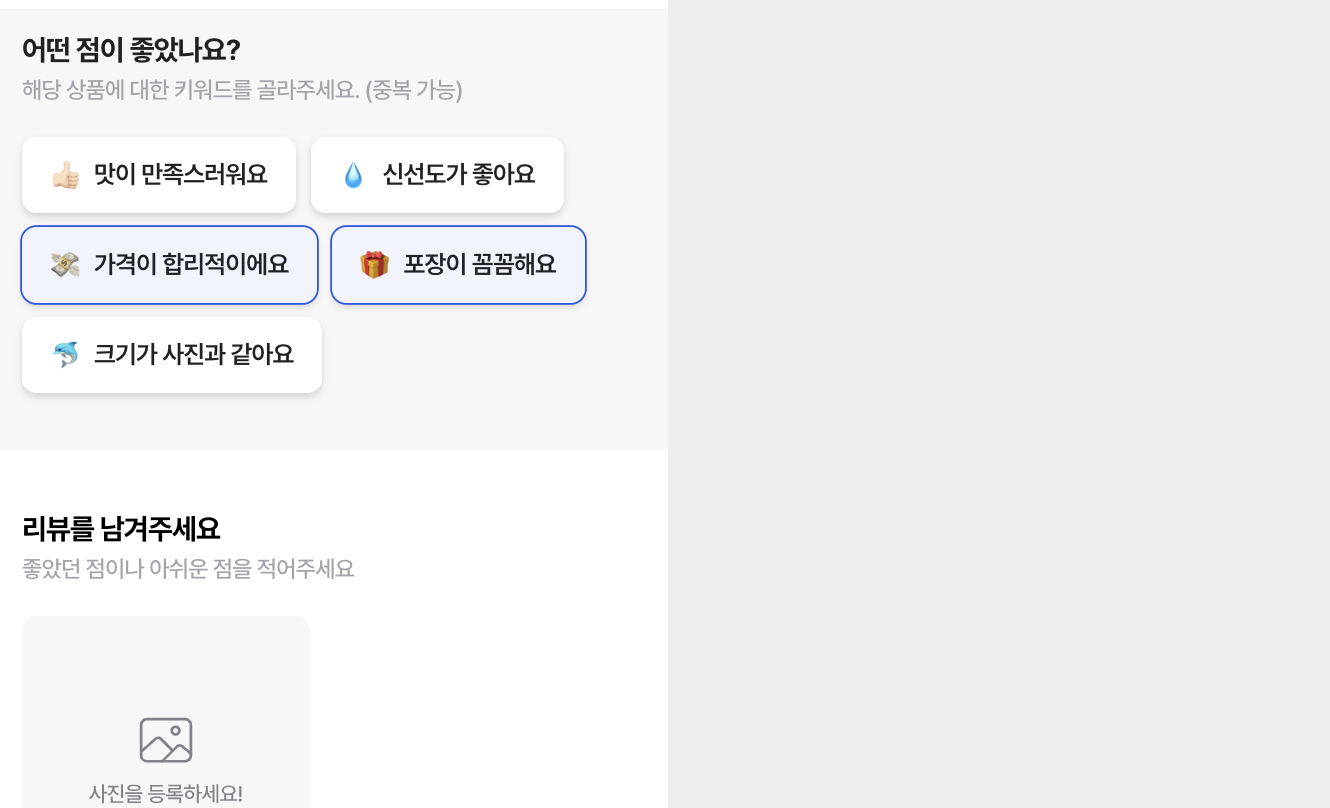 어떤 점이 좋았나요?
해당 상품에 대한 키워드를 골라주세요. (중복 가능)
맛이 만족스러워요
신선도가 좋아요
가격이 합리적이에요
포장이 꼼꼼해요
크기가 사진과 같아요
리뷰를 남겨주세요
좋았던 점이나 아쉬운 점을 적어주세요
사진을 등록하세요!